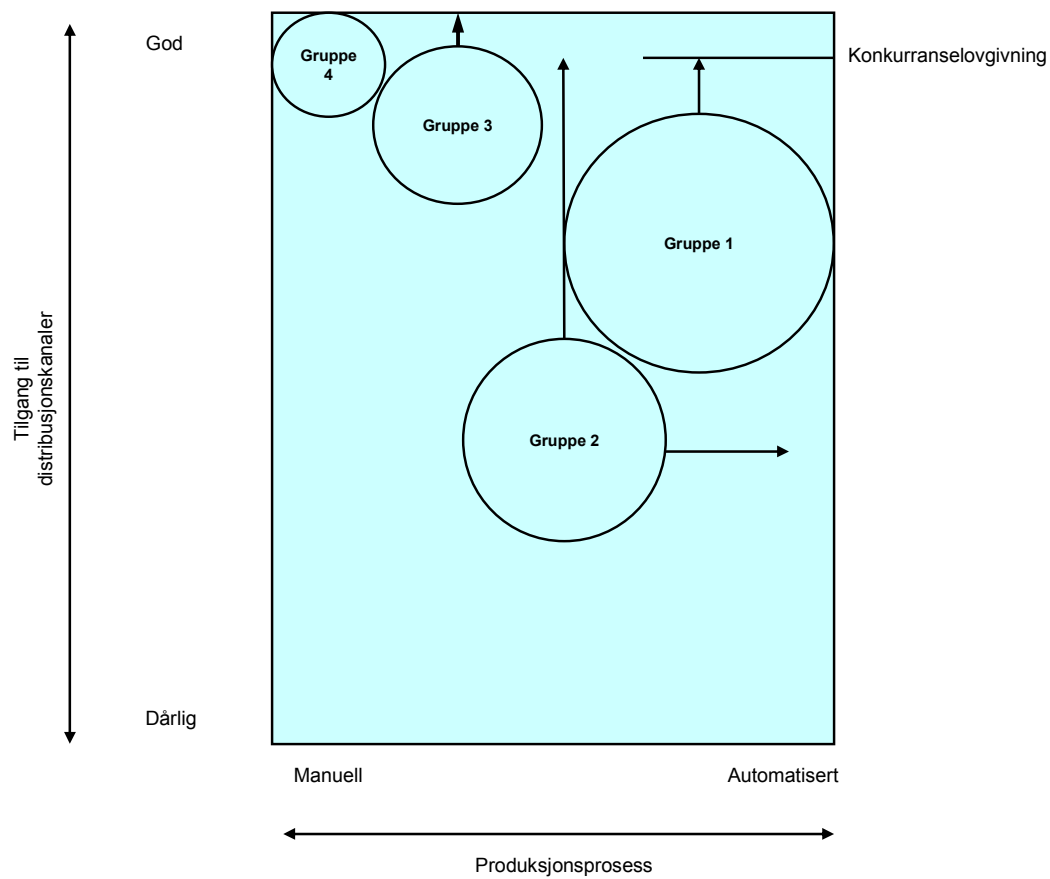 God
Konkurranselovgivning
Gruppe
4
Gruppe 3
Gruppe 1
Tilgang til
distribusjonskanaler
Gruppe 2
Dårlig
Manuell
Automatisert
Produksjonsprosess